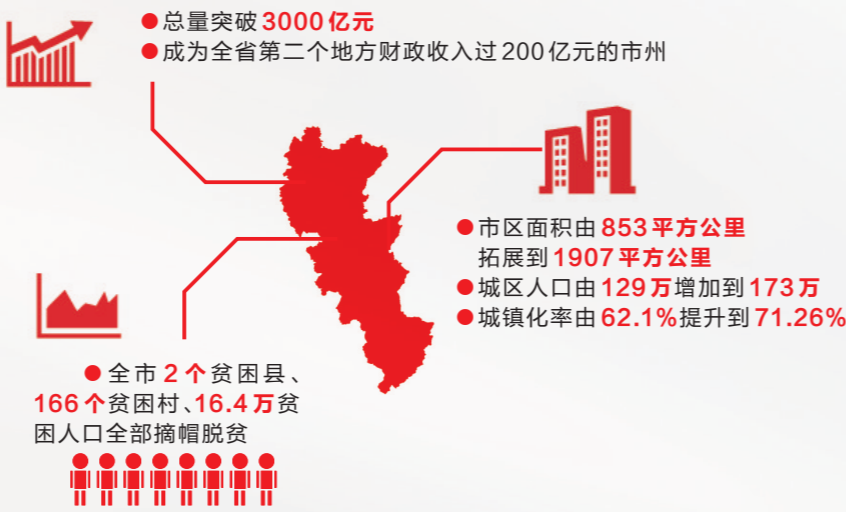 ●总量突破3000亿元
●成为全省第二个地方财政收入过200亿元的市州
●市区面积由853平方公里
拓展到1907平方公里
●城区人口由129万增加到173万
●城镇化率由62.1%提升到71.26%
●全市2个贫困县、
166个贫困村、16.4万贫
困人口全部摘帽脱贫